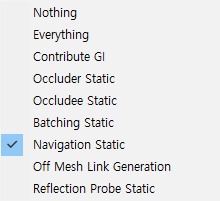 Nothing
Everything
Contribute GI
Occluder Static
Occludee Static
Batching Static
Navigation Static
Off Mesh Link Generation
Reflection Probe Static